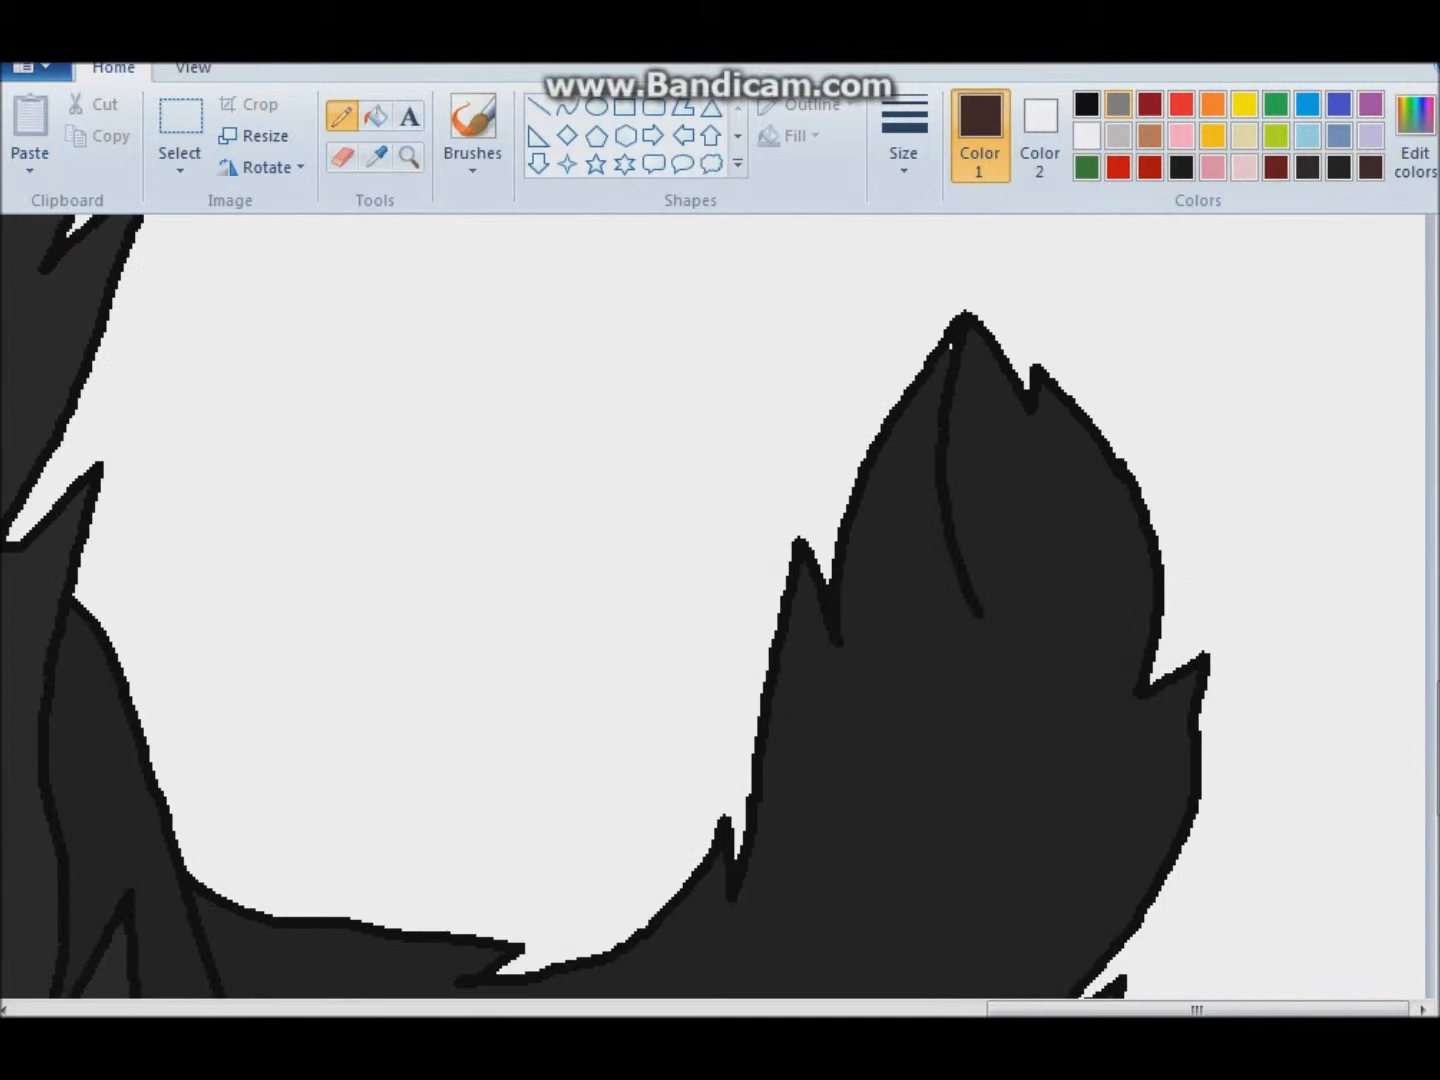 Home View
www.Bandicam.com
Cut Crop Outline
Copy Resize Fill
Paste Select Rotate Brushes Size Color 1 Color 2 Edit colors
Clipboard Image Tools Shapes Colors
A